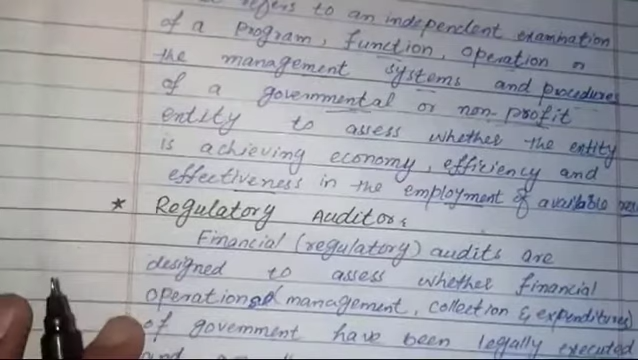 refers to an independent examination
of a program, function, operation or
the management systems and procedures
of a governmental or non-profit
entity to assess whether the entity
is achieving economy, efficiency and
effectiveness in the employment of available
* Regulatory Auditors
Financial (regulatory) audits are
designed to assess whether financial
operations management, collection & expenditures)
of government have been legally executed
and